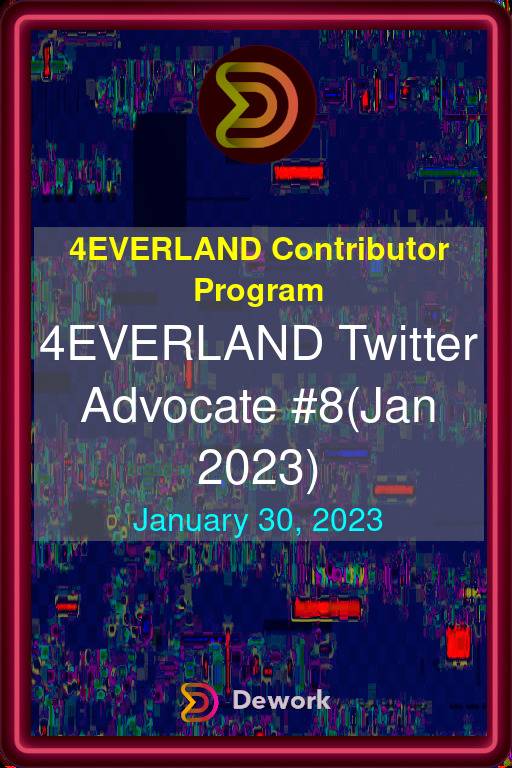 4EVERLAND Contributor
Program
4EVERLAND Twitter
Advocate #8(Jan
2023)
January 30, 2023
Dework